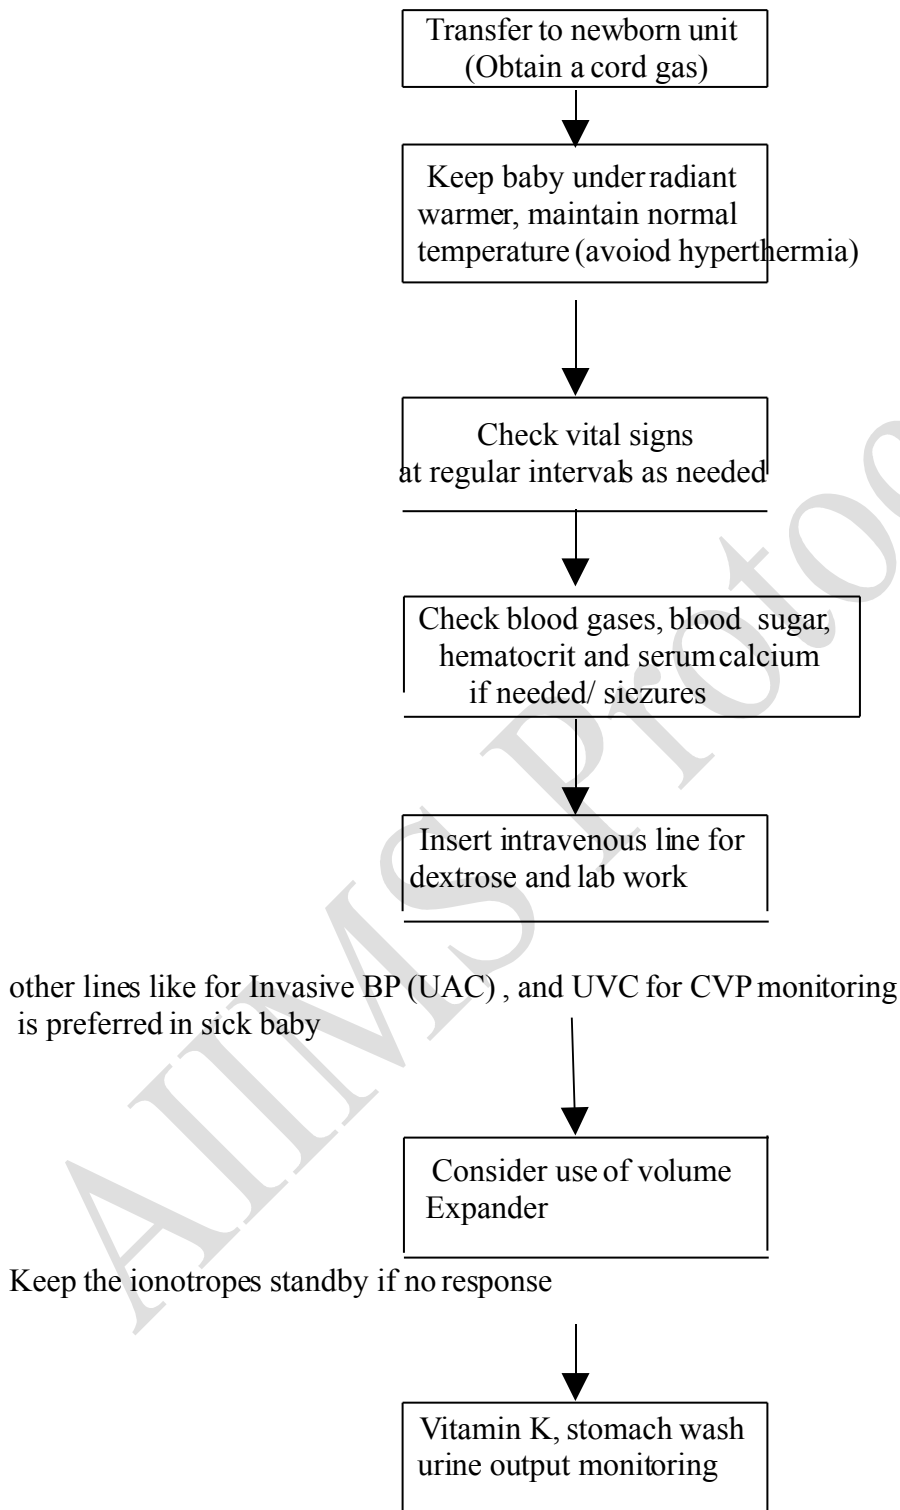 Transfer to newborn unit
(Obtain a cord gas)
Keep baby under radiant
warmer, maintain normal
temperature (avoiod hyperthermia)
Check vital signs
at regular intervals as needed
Check blood gases, blood sugar,
hematocrit and serum calcium
if needed/ siezures
Insert intravenous line for
dextrose and lab work
other lines like for Invasive BP (UAC) , and UVC for CVP monitoring
is preferred in sick baby
Consider use of volume
Expander
Keep the ionotropes standby if no response
Vitamin K, stomach wash
urine output monitoring
AIIMS Protoc